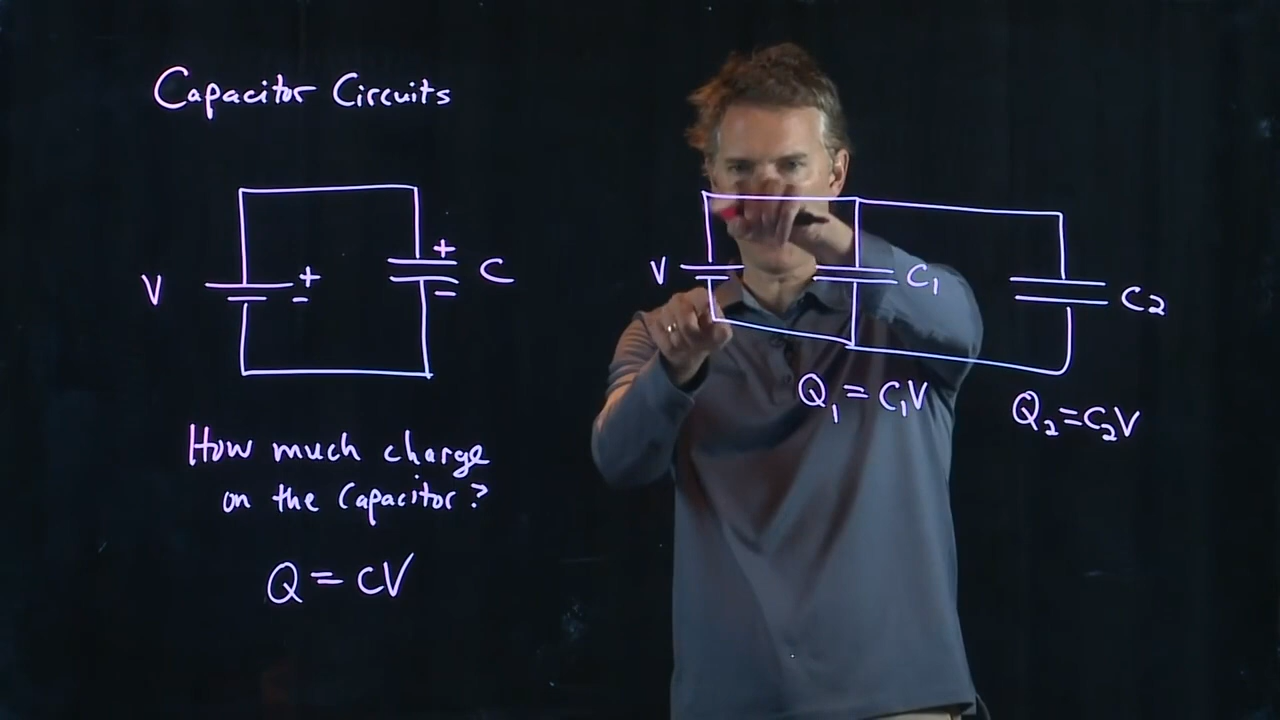 Capacitor Circuits
V
+
-
+
-
C
How much charge
on the Capacitor?
Q = CV
V
C₁
C₂
Q₁ = C₁V
Q₂ = C₂V